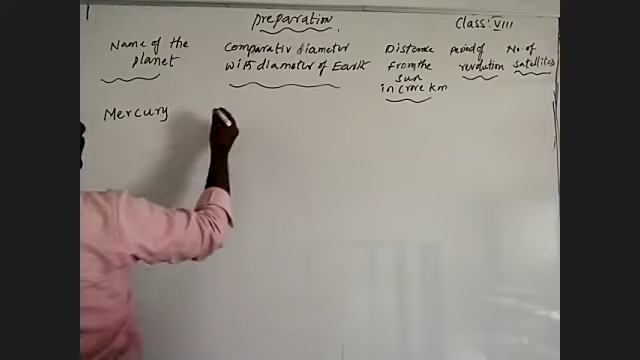 preparation
Class: VIII
Name of the planet
Comparativ diameter with diameter of Earth
Distance from the sun in crore km
period of revolution
No. of satellites
Mercury